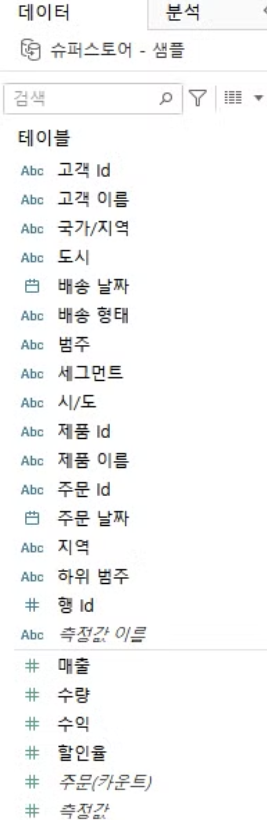 데이터 분석
슈퍼스토어 - 샘플
검색
테이블
Abc 고객 Id
Abc 고객 이름
Abc 국가/지역
Abc 도시
배송 날짜
Abc 배송 형태
Abc 범주
Abc 세그먼트
Abc 시/도
Abc 제품 Id
Abc 제품 이름
Abc 주문 Id
주문 날짜
Abc 지역
Abc 하위 범주
# 행 Id
Abc 측정값 이름
# 매출
# 수량
# 수익
# 할인율
# 주문(카운트)
# 측정값